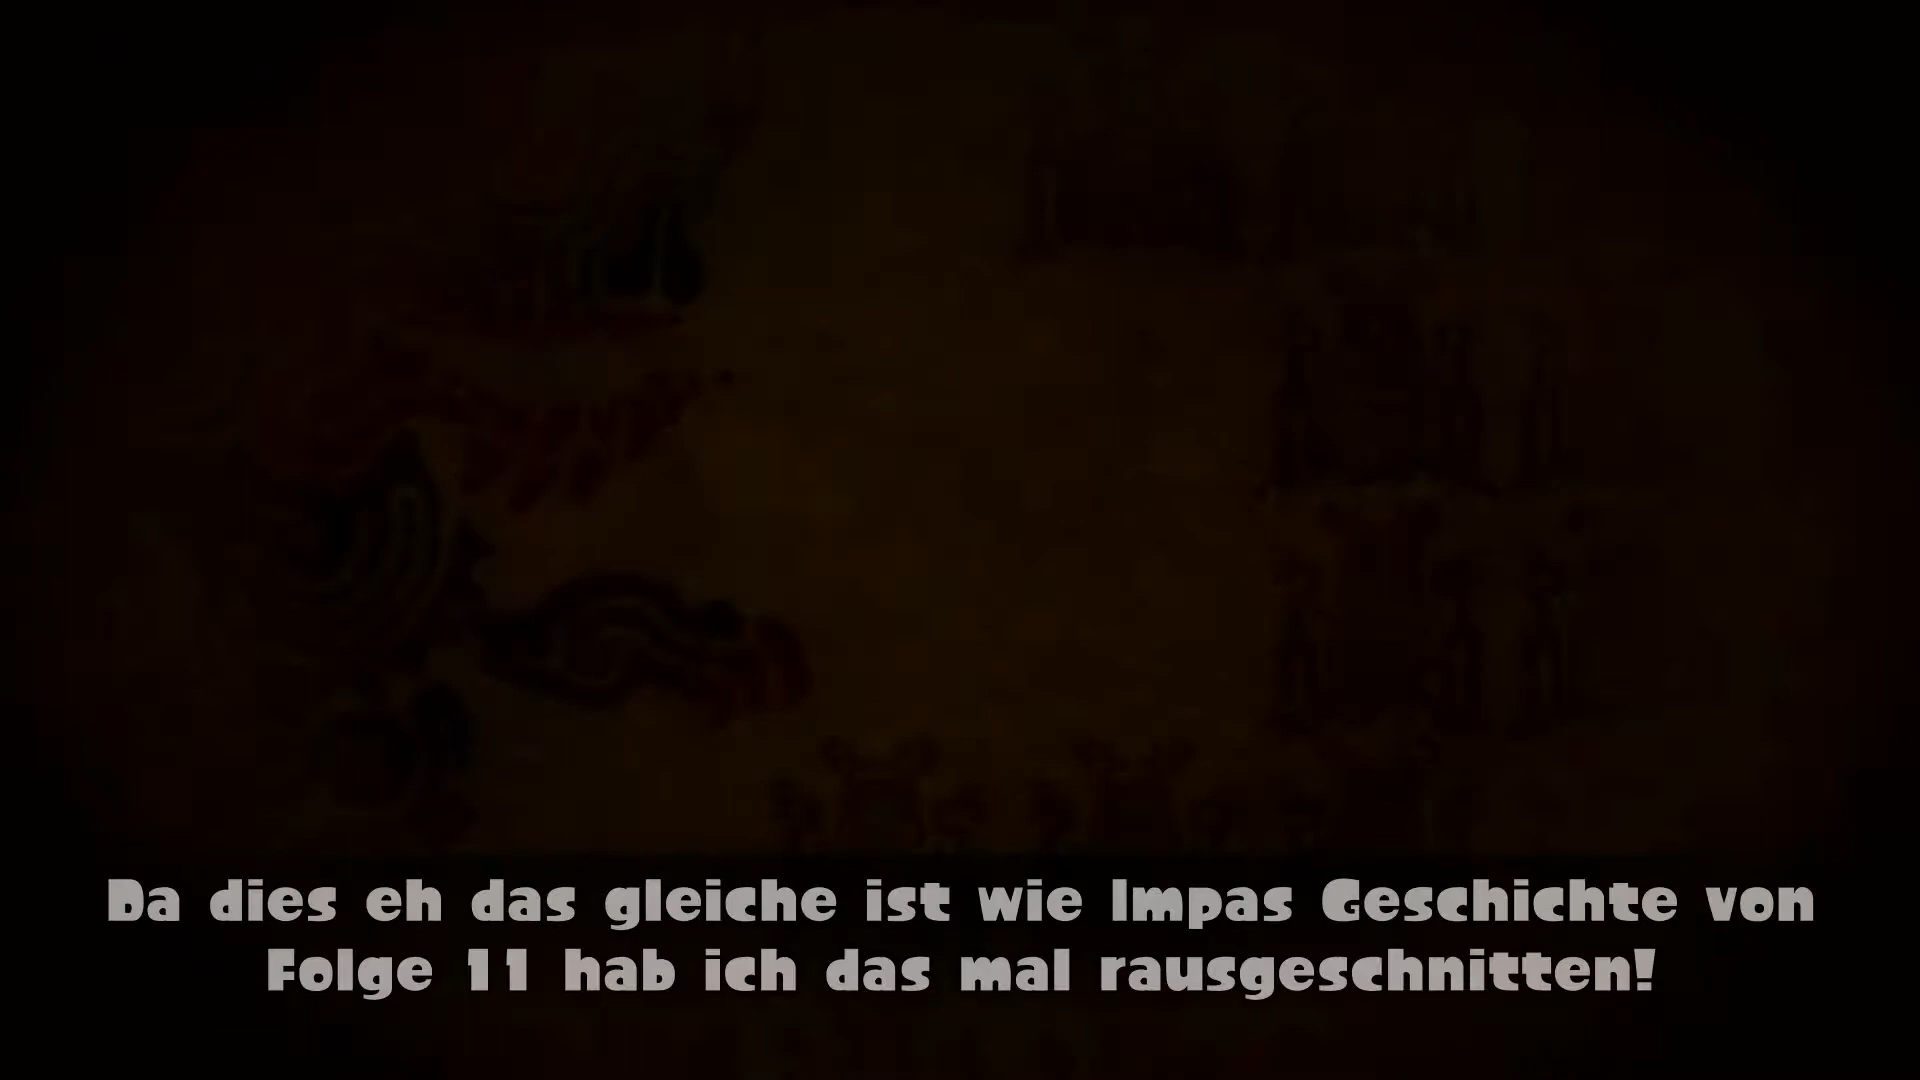 Da dies eh das gleiche ist wie Impas Geschichte von
Folge 11 hab ich das mal rausgeschnitten!